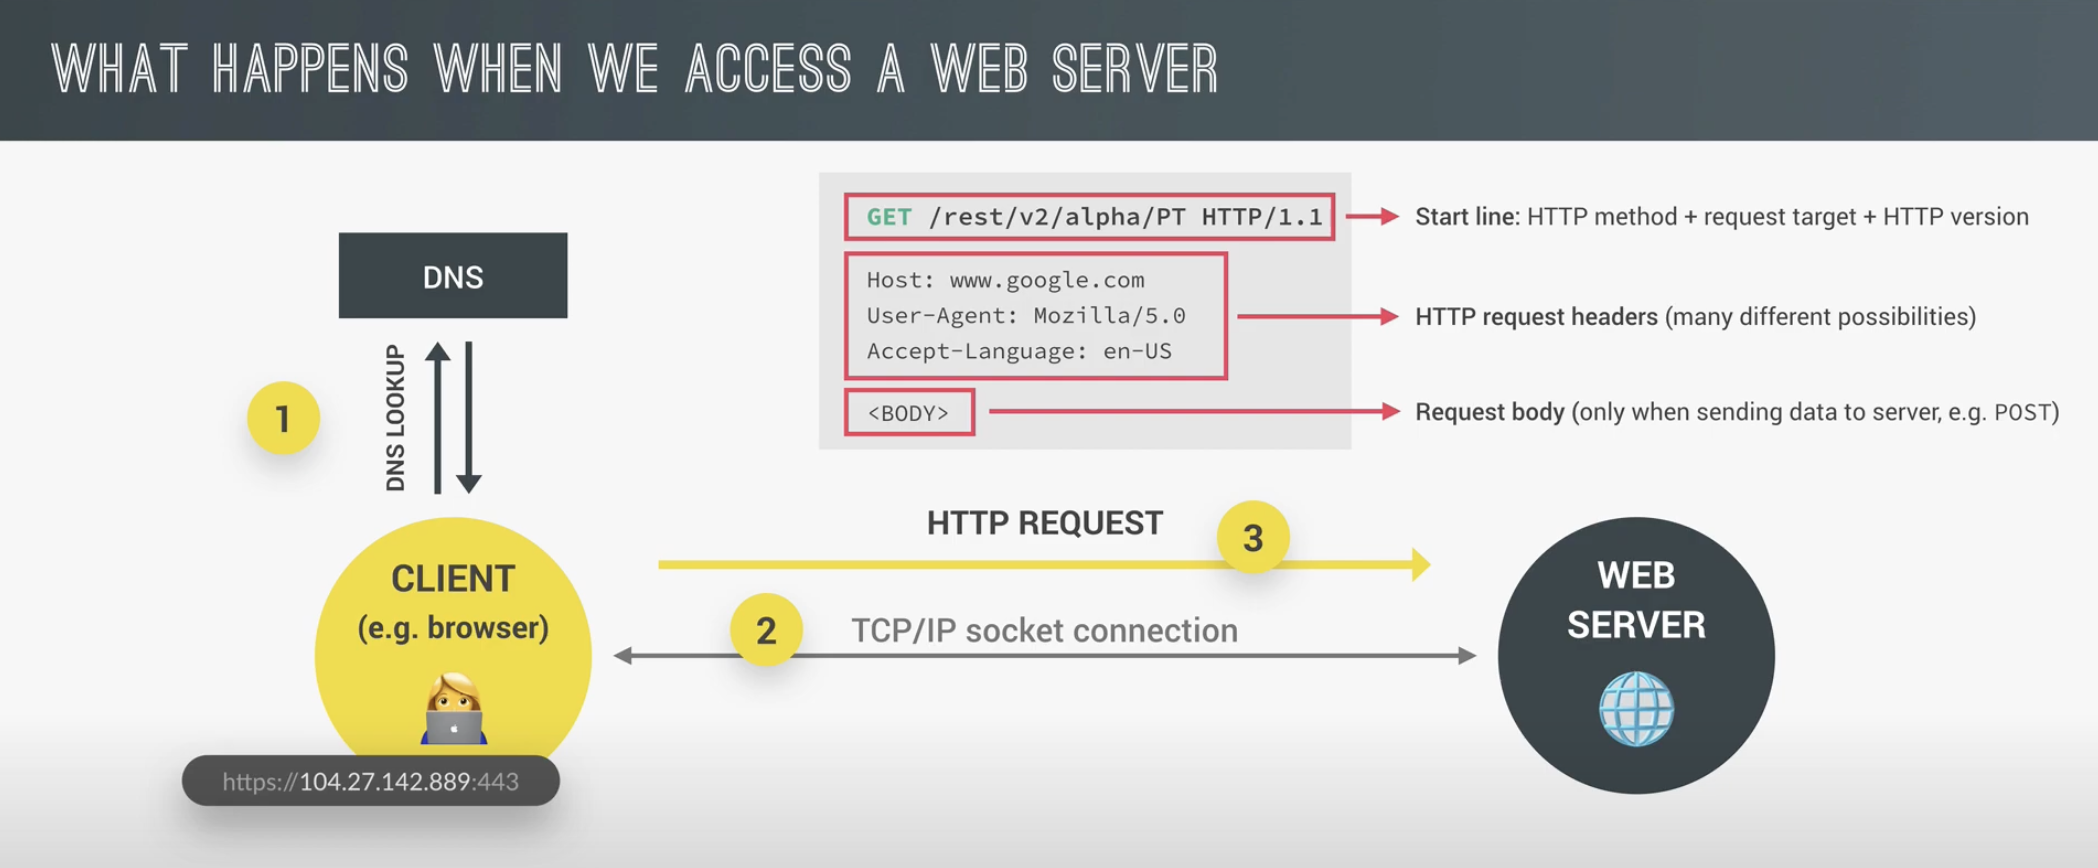 WHAT HAPPENS WHEN WE ACCESS A WEB SERVER
GET /rest/v2/alpha/PT HTTP/1.1
Start line: HTTP method + request target + HTTP version
Host: www.google.com
User-Agent: Mozilla/5.0
Accept-Language: en-US
HTTP request headers (many different possibilities)
<BODY>
Request body (only when sending data to server, e.g. POST)
DNS
1
DNS LOOKUP
HTTP REQUEST
3
2
TCP/IP socket connection
CLIENT
(e.g. browser)
https://104.27.142.889:443
WEB
SERVER